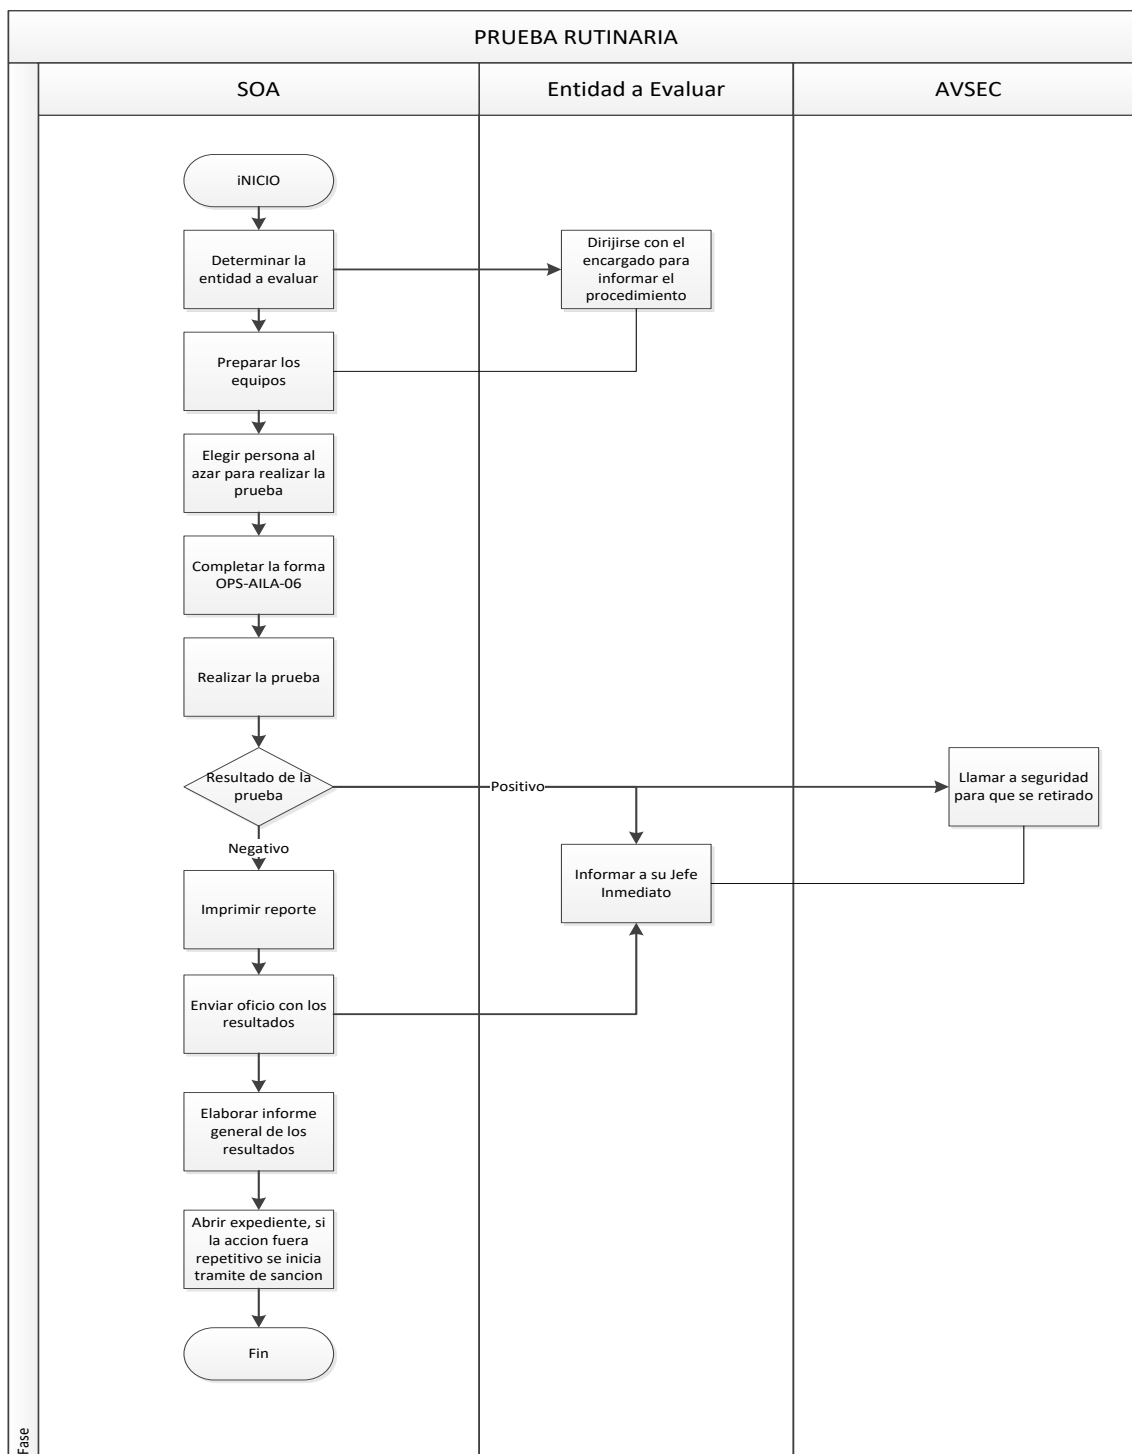 PRUEBA RUTINARIA
SOA
Entidad a Evaluar
AVSEC
iNICIO
Determinar la
entidad a evaluar
Dirijirse con el
encargado para
informar el
procedimiento
Preparar los
equipos
Elegir persona al
azar para realizar la
prueba
Completar la forma
OPS-AILA-06
Realizar la prueba
Resultado de la
prueba
Positivo
Llamar a seguridad
para que se retirado
Negativo
Informar a su Jefe
Inmediato
Imprimir reporte
Enviar oficio con los
resultados
Elaborar informe
general de los
resultados
Abrir expediente, si
la accion fuera
repetitivo se inicia
tramite de sancion
Fin
Fase